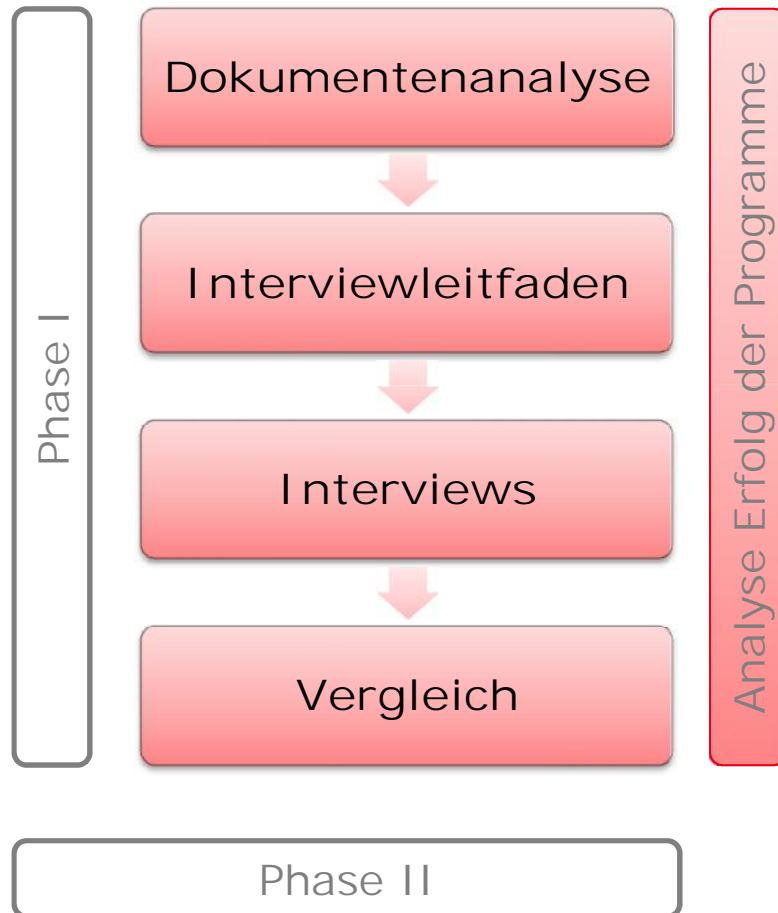 Phase I
Dokumentenanalyse
Interviewleitfaden
Interviews
Vergleich
Analyse Erfolg der Programme
Phase II